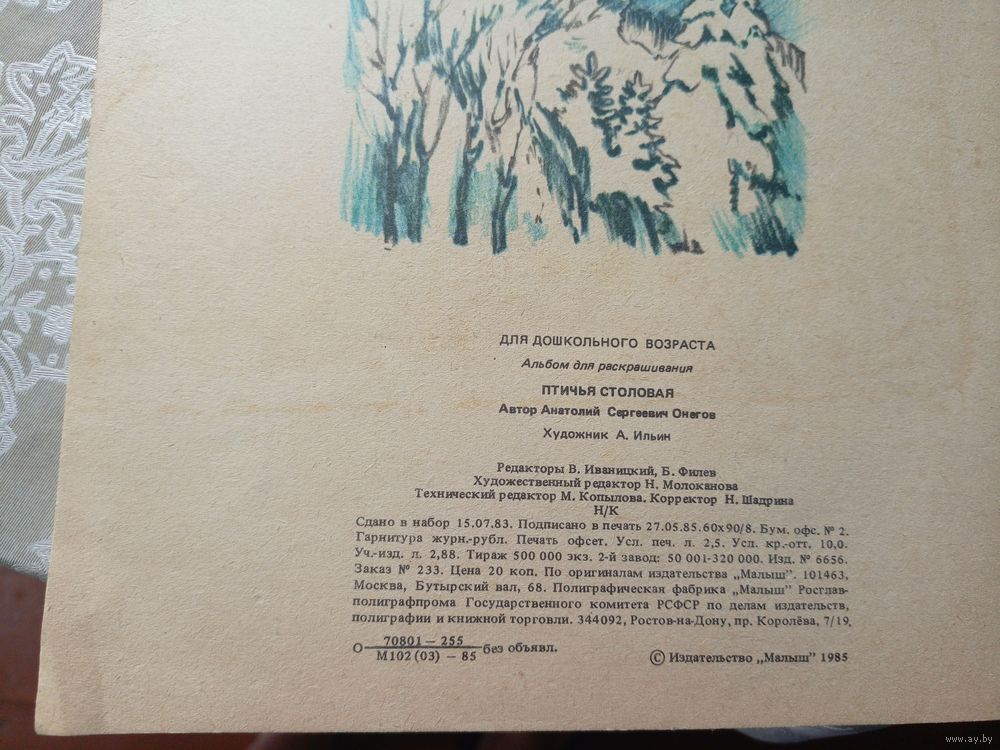 ДЛЯ ДОШКОЛЬНОГО ВОЗРАСТА
Альбом для раскрашивания
ПТИЧЬЯ СТОЛОВАЯ
Автор Анатолий Сергеевич Онегов
Художник А. Ильин
Редакторы В. Иваницкий, Б. Филев
Художественный редактор Н. Молоканова
Технический редактор М. Копылова. Корректор Н. Шадрина
Н/К
Сдано в набор 15.07.83. Подписано в печать 27.05.85.60х90/8. Бум. офс. № 2.
Гарнитура журн.-рубл. Печать офсет. Усл. печ. л. 2,5. Усл. кр.-отт. 10,0.
Уч.-изд. л. 2,88. Тираж 500 000 экз. 2-й завод: 50 001-320 000. Изд. № 6656.
Заказ № 233. Цена 20 коп. По оригиналам издательства „Малыш". 101463,
Москва, Бутырский вал, 68. Полиграфическая фабрика „Малыш" Росглав-
полиграфпрома Государственного комитета РСФСР по делам издательств,
полиграфии и книжной торговли. 344092, Ростов-на-Дону, пр. Королёва, 7/19.
О 70801 – 255 без объявл.
М102 (03) – 85
© Издательство „Малыш" 1985
www.ay.by